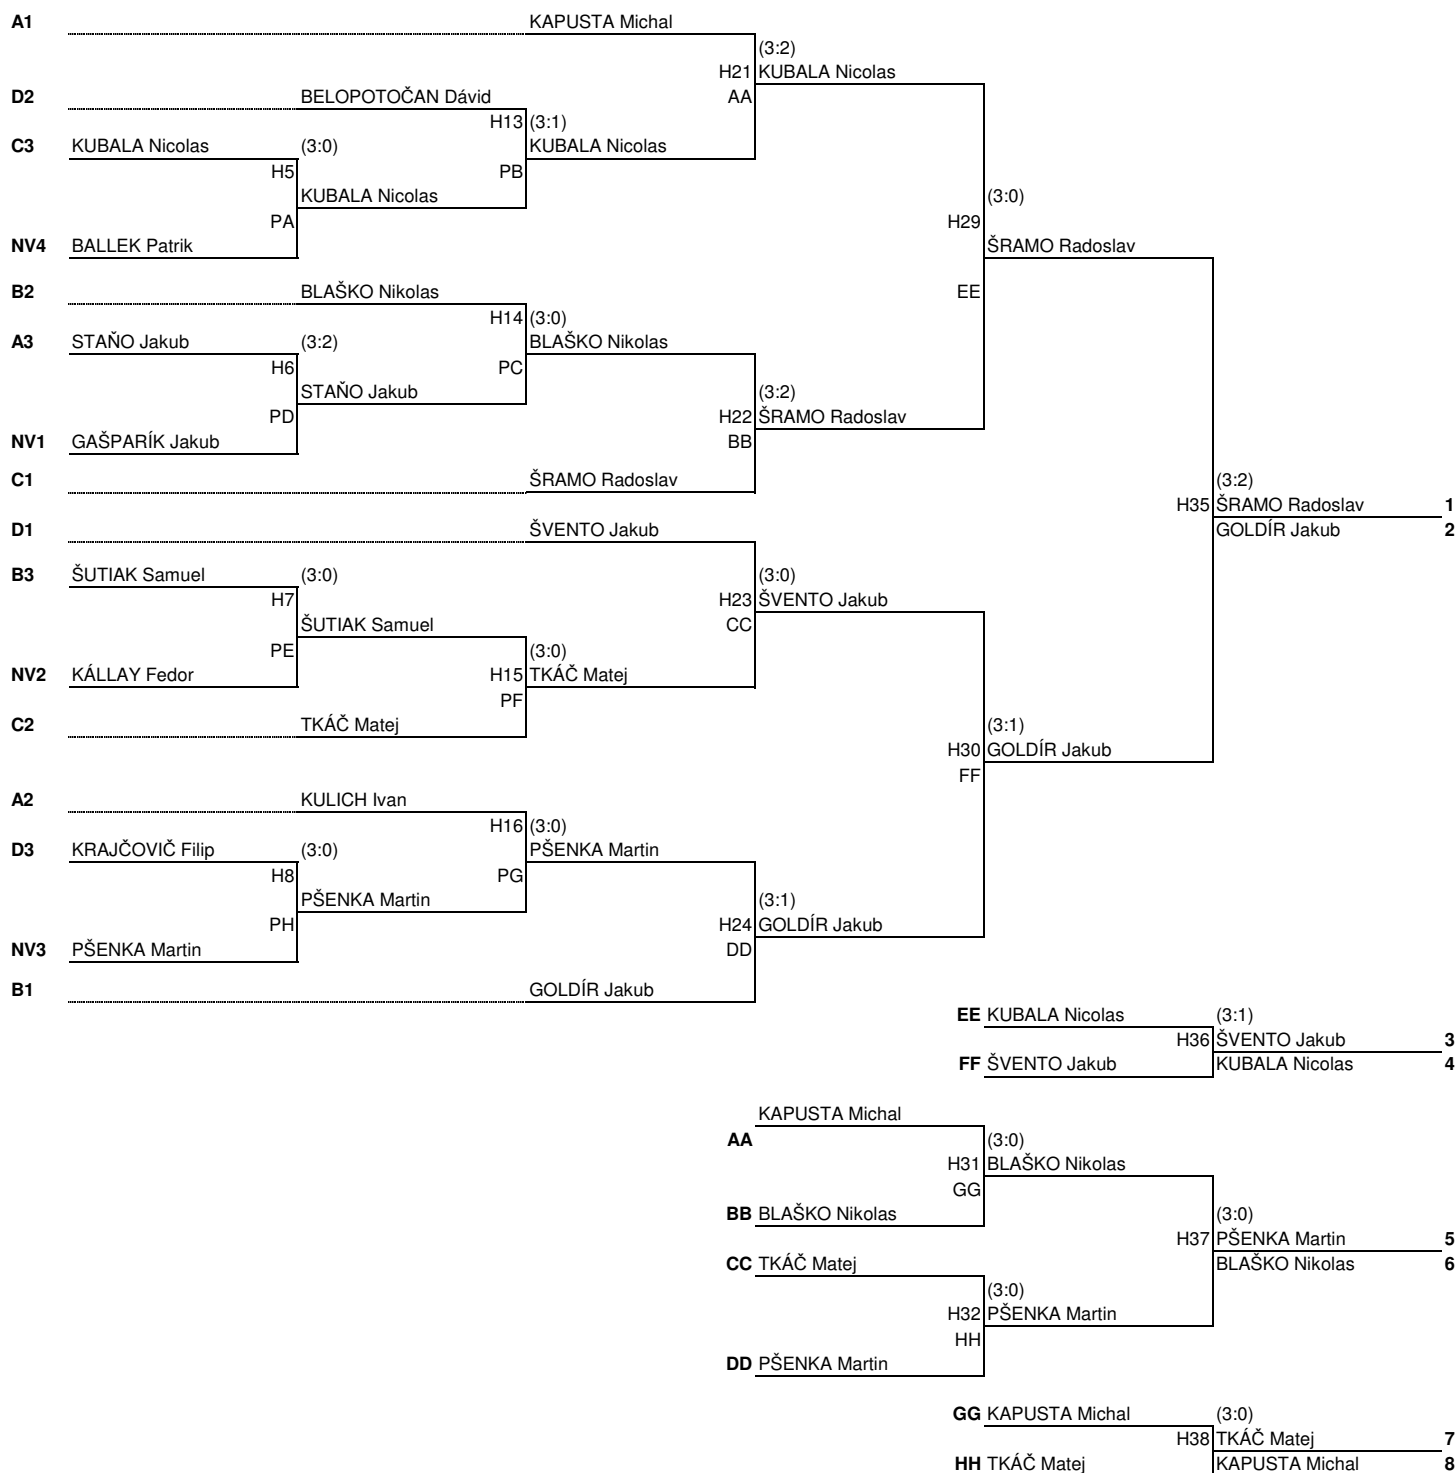 A1 KAPUSTA Michal
(3:2)
H21 KUBALA Nicolas
D2 BELOPOTOČAN Dávid AA
H13 (3:1)
C3 KUBALA Nicolas (3:0) KUBALA Nicolas
H5 PB
KUBALA Nicolas (3:0)
PA H29
NV4 BALLEK Patrik ŠRAMO Radoslav
B2 BLAŠKO Nikolas EE
H14 (3:0)
A3 STAŇO Jakub (3:2) BLAŠKO Nikolas
H6 PC
STAŇO Jakub (3:2)
PD H22 ŠRAMO Radoslav
NV1 GAŠPARÍK Jakub BB
C1 ŠRAMO Radoslav (3:2)
H35 ŠRAMO Radoslav 1
D1 ŠVENTO Jakub GOLDÍR Jakub 2
B3 ŠUTIAK Samuel (3:0) (3:0)
H7 H23 ŠVENTO Jakub
ŠUTIAK Samuel CC
PE (3:0)
NV2 KÁLLAY Fedor H15 TKÁČ Matej
PF
C2 TKÁČ Matej (3:1)
H30 GOLDÍR Jakub
FF
A2 KULICH Ivan
H16 (3:0)
D3 KRAJČOVIČ Filip (3:0) PŠENKA Martin
H8 PG
PŠENKA Martin (3:1)
PH H24 GOLDÍR Jakub
NV3 PŠENKA Martin DD
B1 GOLDÍR Jakub
EE KUBALA Nicolas (3:1)
H36 ŠVENTO Jakub 3
FF ŠVENTO Jakub KUBALA Nicolas 4
KAPUSTA Michal
AA (3:0)
H31 BLAŠKO Nikolas
GG
BB BLAŠKO Nikolas (3:0)
H37 PŠENKA Martin 5
CC TKÁČ Matej BLAŠKO Nikolas 6
(3:0)
H32 PŠENKA Martin
HH
DD PŠENKA Martin
GG KAPUSTA Michal (3:0)
H38 TKÁČ Matej 7
HH TKÁČ Matej KAPUSTA Michal 8